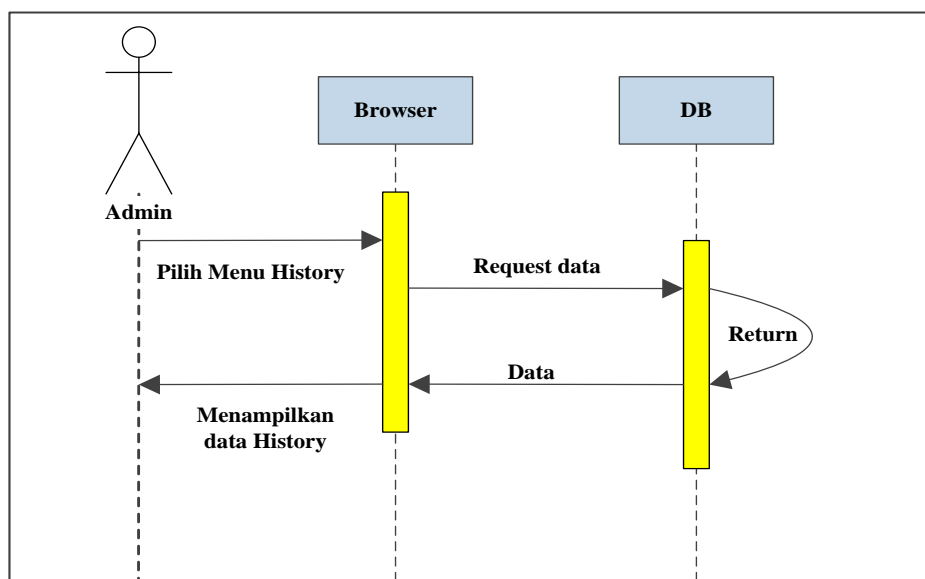 Browser
DB
Admin
Pilih Menu History
Request data
Return
Data
Menampilkan
data History